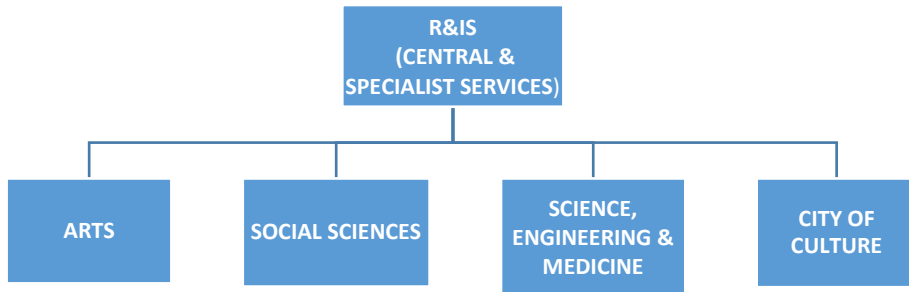 R&IS
(CENTRAL &
SPECIALIST SERVICES)
ARTS
SOCIAL SCIENCES
SCIENCE,
ENGINEERING &
MEDICINE
CITY OF
CULTURE